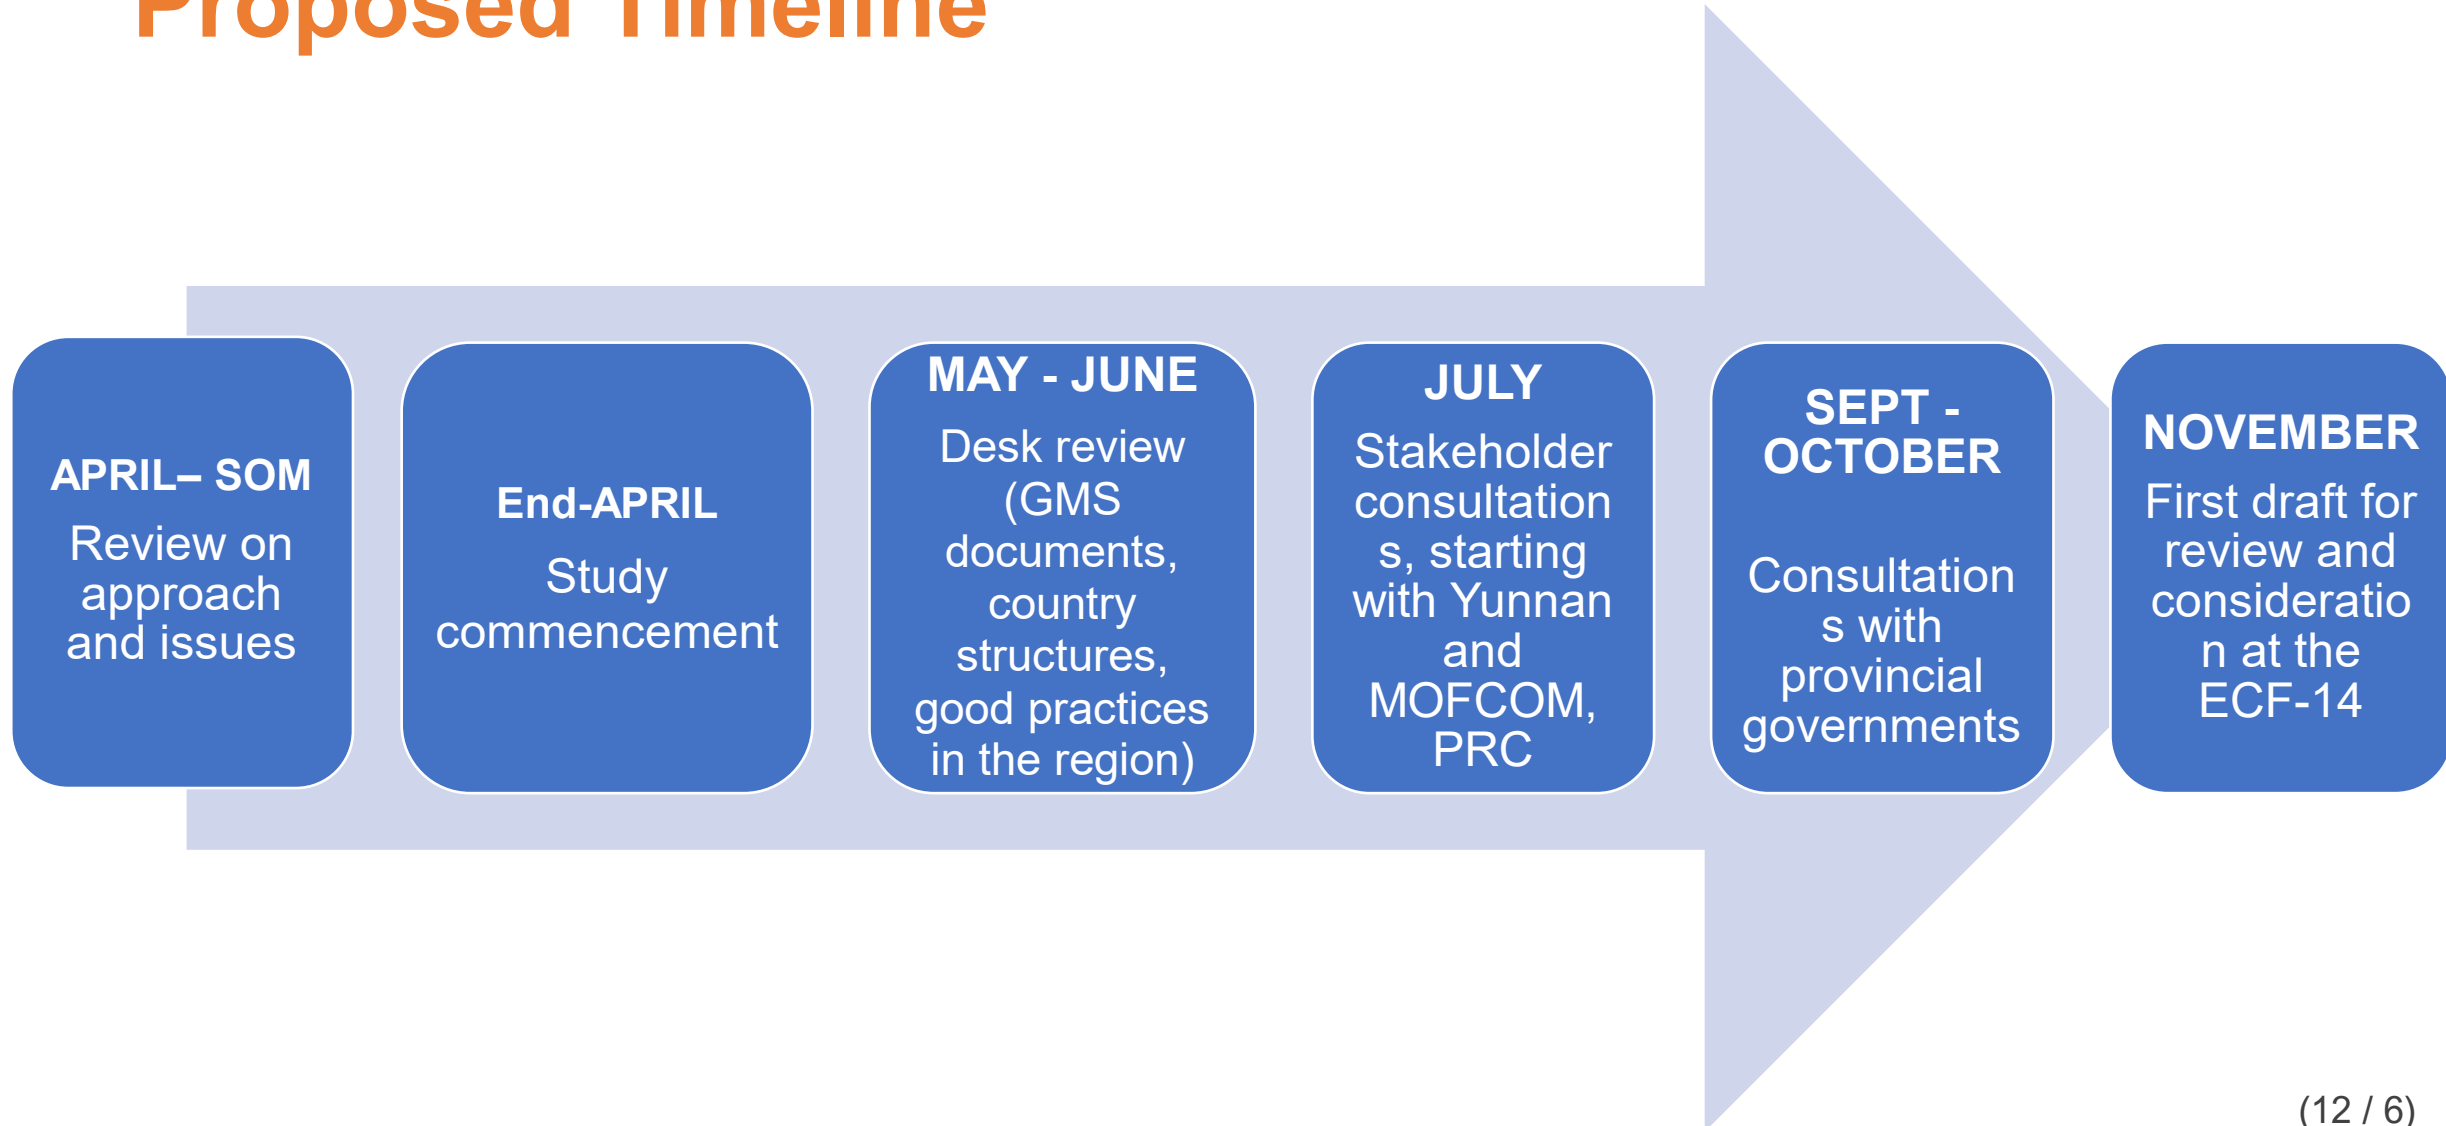 Proposed Timeline
APRIL– SOM
Review on
approach
and issues
End-APRIL
Study
commencement
MAY - JUNE
Desk review
(GMS
documents,
country
structures,
good practices
in the region)
JULY
Stakeholder
consultation
s, starting
with Yunnan
and
MOFCOM,
PRC
SEPT -
OCTOBER
Consultation
s with
provincial
governments
NOVEMBER
First draft for
review and
consideratio
n at the
ECF-14
(12 / 6)